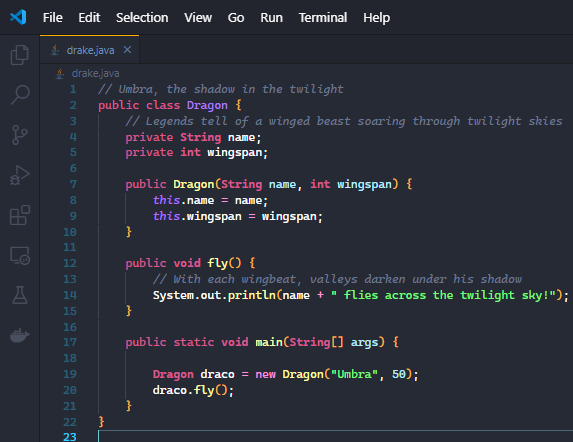 File Edit Selection View Go Run Terminal Help
drake.java
drake.java
1 // Umbra, the shadow in the twilight
2 public class Dragon {
3     // Legends tell of a winged beast soaring through twilight skies
4     private String name;
5     private int wingspan;
6
7     public Dragon(String name, int wingspan) {
8         this.name = name;
9         this.wingspan = wingspan;
10     }
11
12     public void fly() {
13         // With each wingbeat, valleys darken under his shadow
14         System.out.println(name + " flies across the twilight sky!");
15     }
16
17     public static void main(String[] args) {
18
19         Dragon draco = new Dragon("Umbra", 50);
20         draco.fly();
21     }
22 }
23